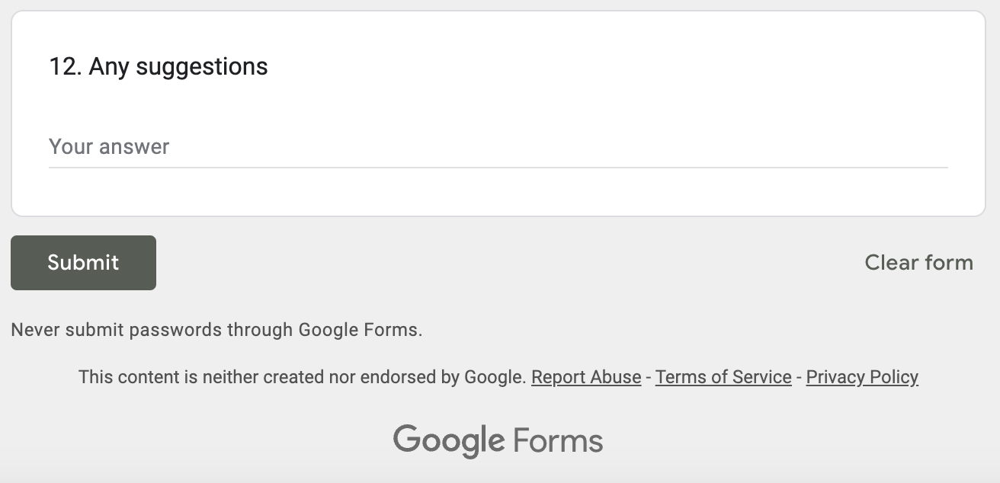 12. Any suggestions
Your answer
Submit
Clear form
Never submit passwords through Google Forms.
This content is neither created nor endorsed by Google. Report Abuse - Terms of Service - Privacy Policy
Google Forms